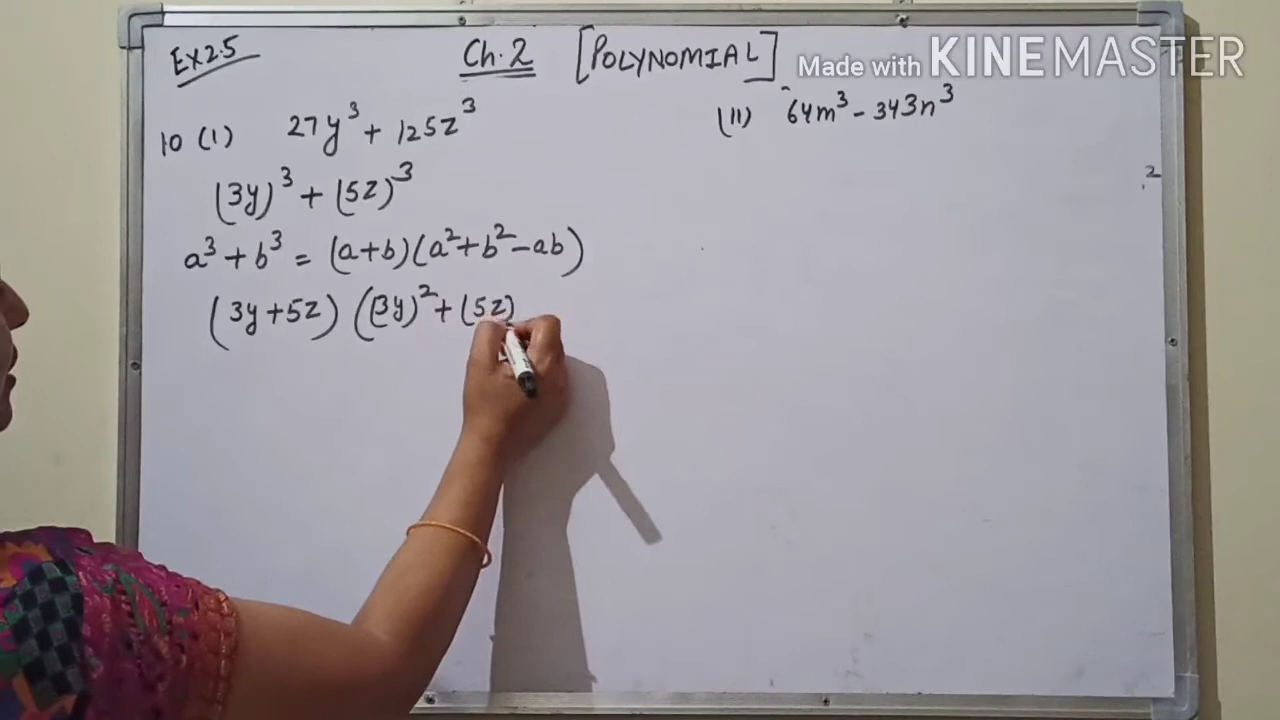 Ex 2.5
Ch. 2 [POLYNOMIAL]
Made with KINEMASTER
10 (i) 27y³ + 125z³
(3y)³ + (5z)³
a³ + b³ = (a+b)(a²+b²-ab)
(3y+5z) ((3y)² + (5z)
(ii) 64m³ - 343n³
2